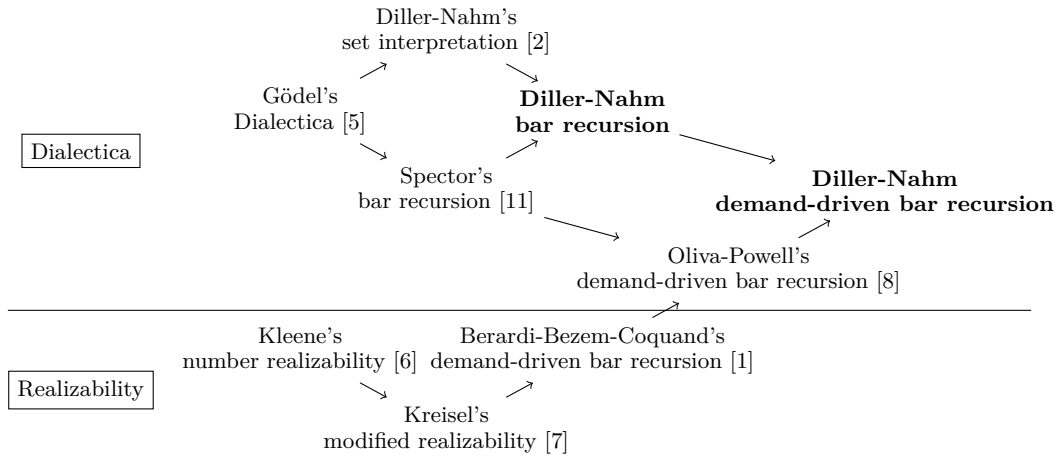 Diller-Nahm's
set interpretation [2]
Gödel's
Dialectica [5]
Diller-Nahm
bar recursion
Dialectica
Spector's
bar recursion [11]
Diller-Nahm
demand-driven bar recursion
Oliva-Powell's
demand-driven bar recursion [8]
Kleene's
number realizability [6]
Berardi-Bezem-Coquand's
demand-driven bar recursion [1]
Realizability
Kreisel's
modified realizability [7]